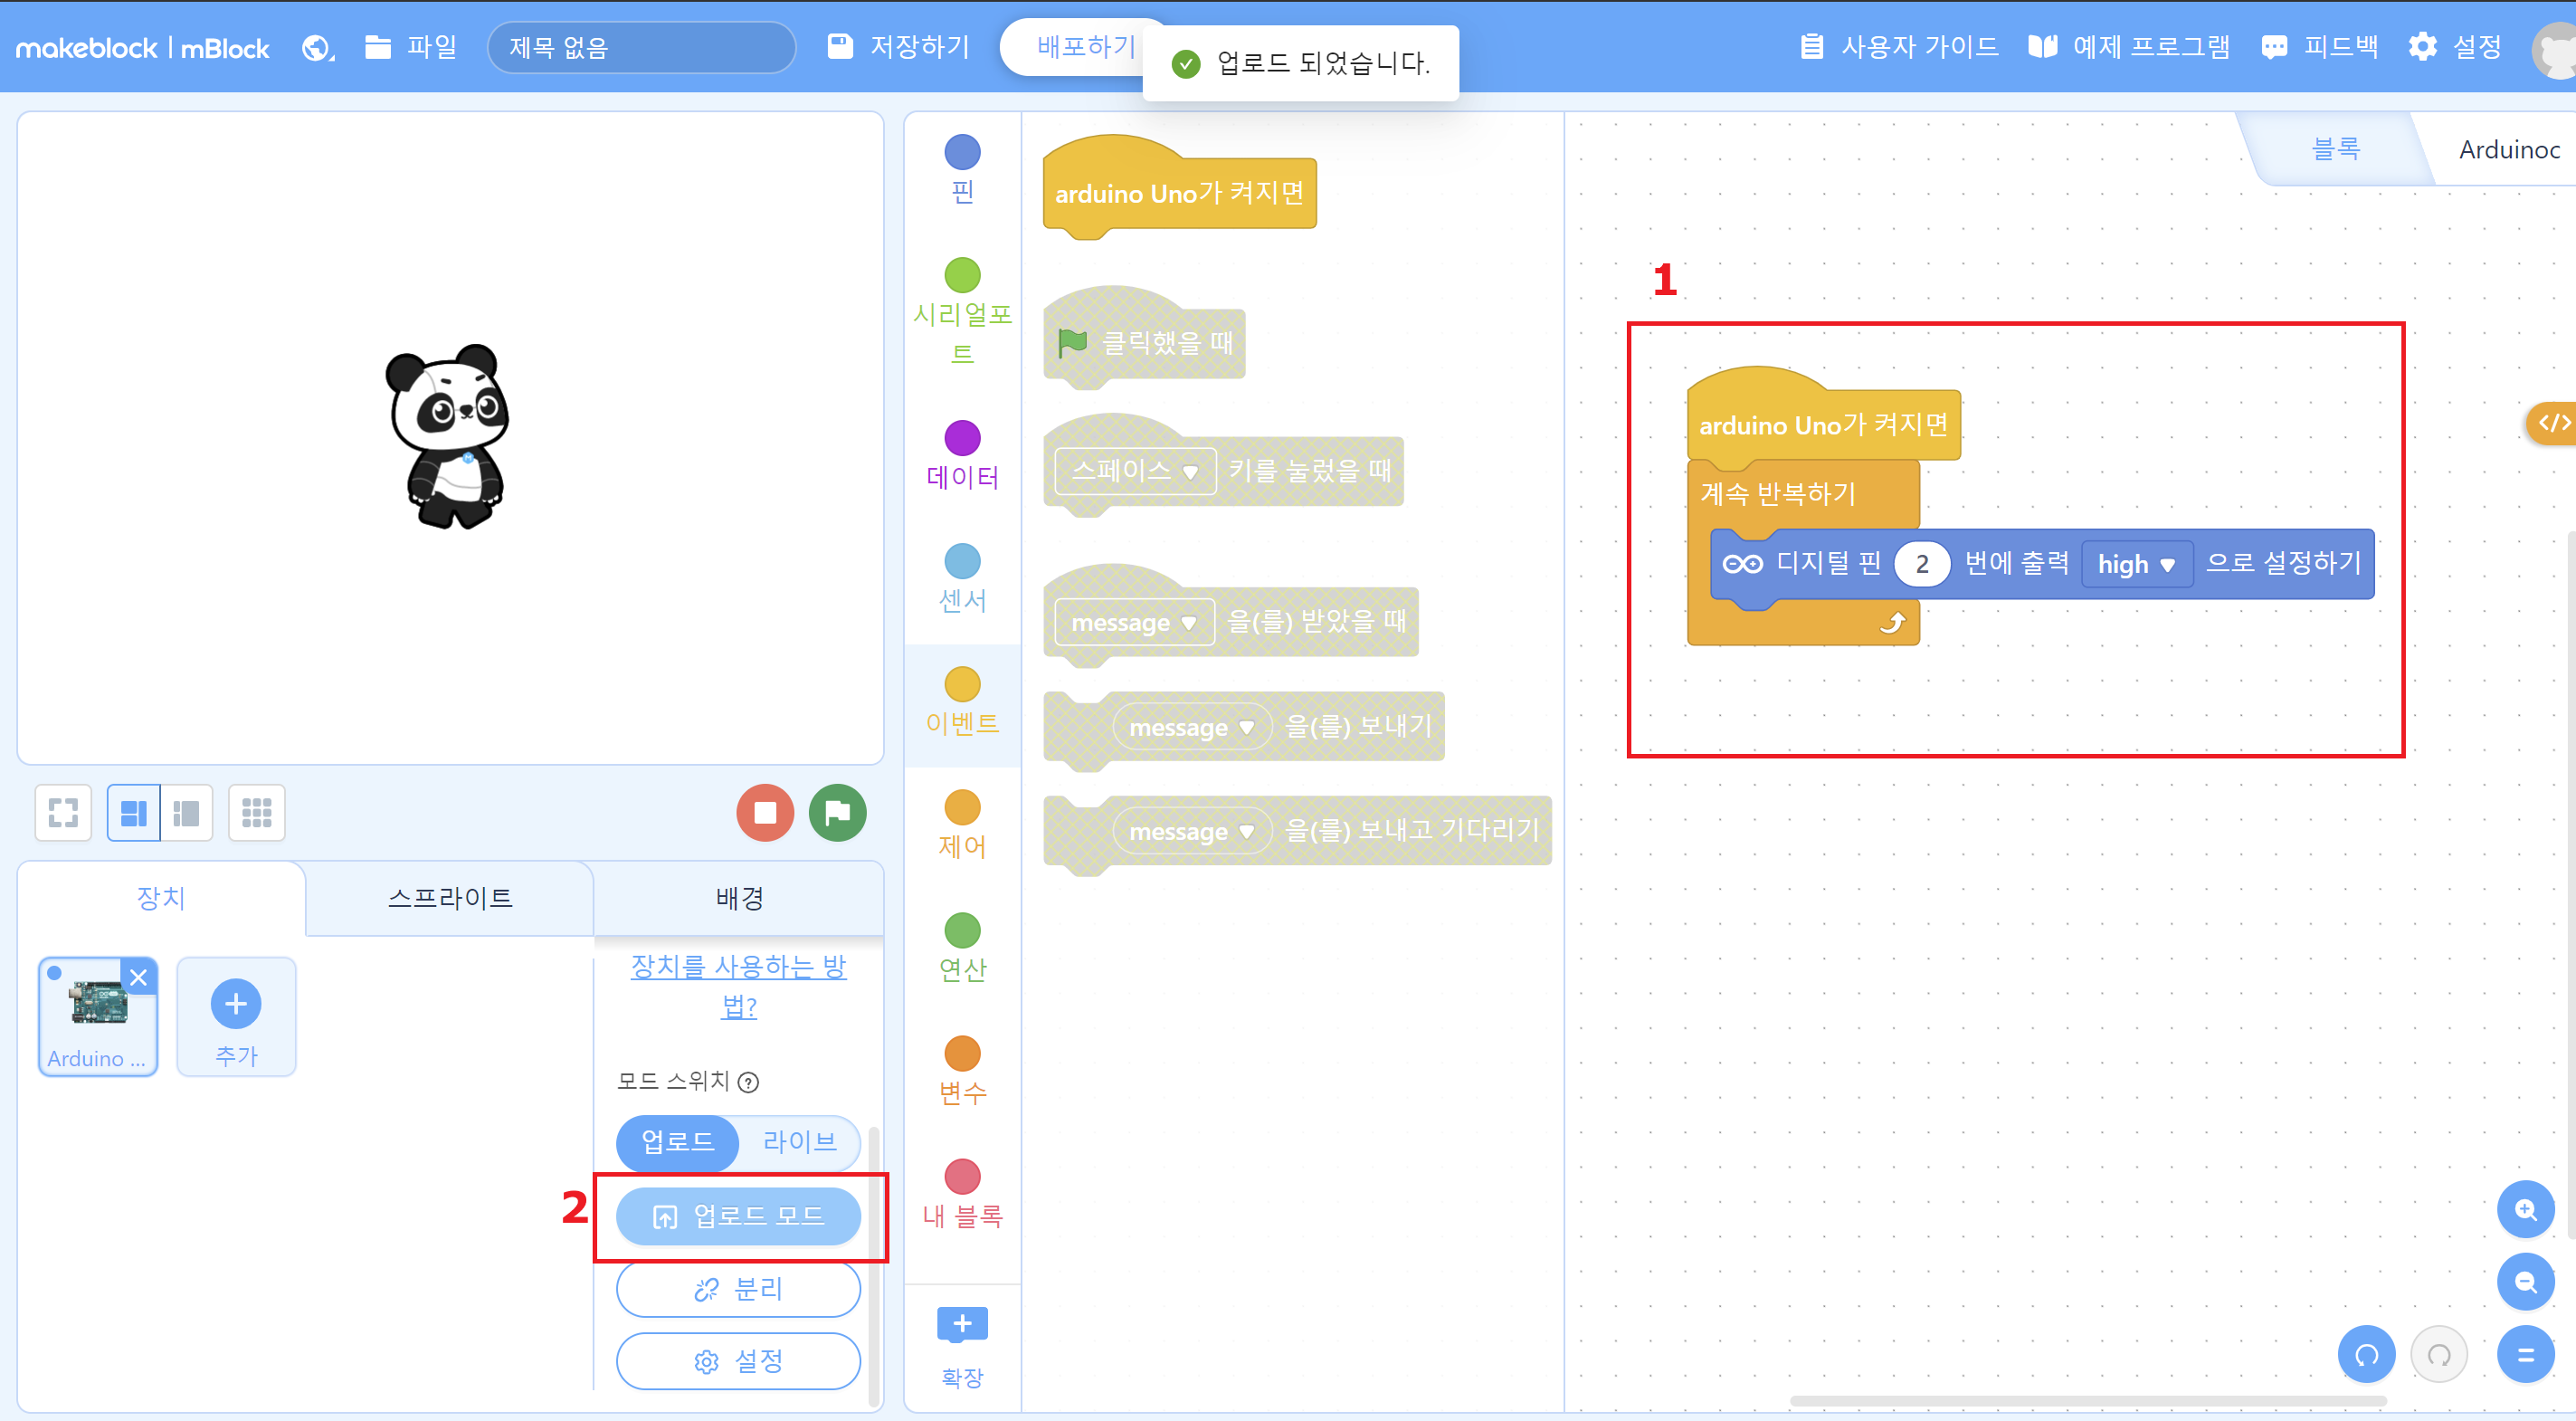 makeblock | mBlock
파일
제목 없음
저장하기
배포하기
업로드 되었습니다.
사용자 가이드
예제 프로그램
피드백
설정
핀
시리얼포
트
데이터
센서
이벤트
제어
연산
변수
내 블록
확장
arduino Uno가 켜지면
클릭했을 때
스페이스 키를 눌렀을 때
message 을(를) 받았을 때
message 을(를) 보내기
message 을(를) 보내고 기다리기
블록
Arduinoc
1
arduino Uno가 켜지면
계속 반복하기
디지털 핀 2 번에 출력 high 으로 설정하기
</>
장치
스프라이트
배경
Arduino ...
추가
장치를 사용하는 방
법?
모드 스위치 ?
업로드
라이브
2
업로드 모드
분리
설정